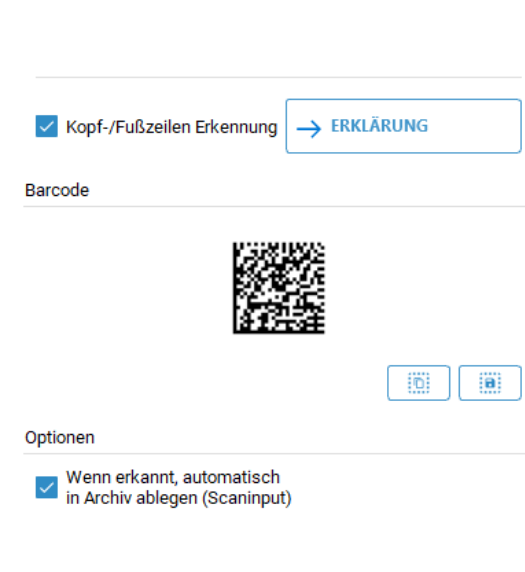 Kopf-/Fußzeilen Erkennung
ERKLÄRUNG
Barcode
Optionen
Wenn erkannt, automatisch
in Archiv ablegen (Scaninput)